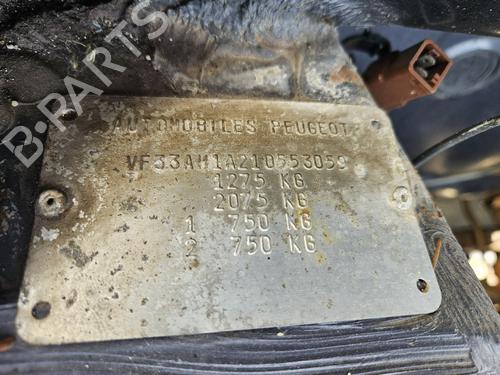 B-PARTS
AUTOMOBILES PEUGEOT
VF33AH1A210553059
1275 KG
2075 KG
1 750 KG
2 750 KG